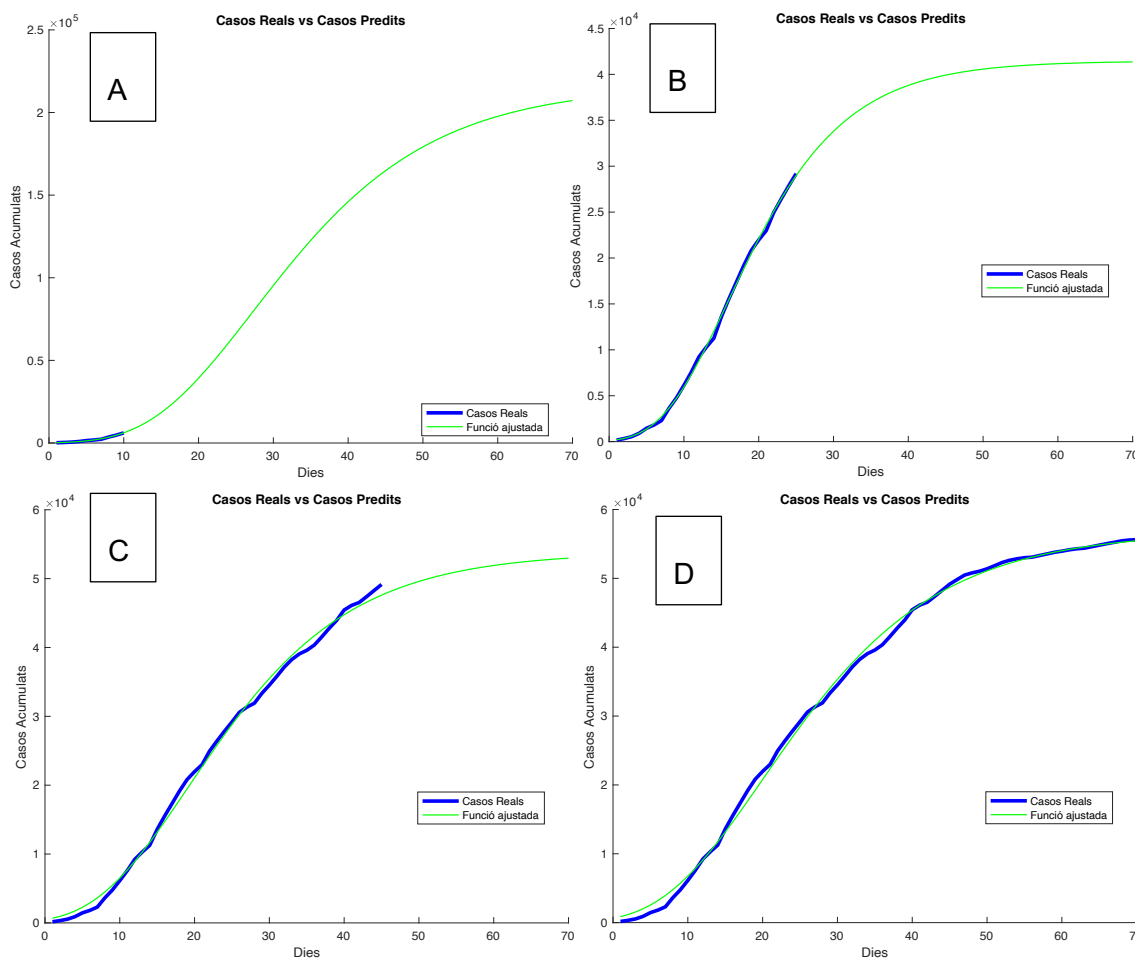 Casos Reals vs Casos Predits
×10^5
A
2.5
2
1.5
1
0.5
0
Casos Acumulats
Casos Reals
Funció ajustada
0 10 20 30 40 50 60 70
Dies
Casos Reals vs Casos Predits
×10^4
B
4.5
4
3.5
3
2.5
2
1.5
1
0.5
0
Casos Acumulats
Casos Reals
Funció ajustada
0 10 20 30 40 50 60 70
Dies
Casos Reals vs Casos Predits
×10^4
C
6
5
4
3
2
1
0
Casos Acumulats
Casos Reals
Funció ajustada
0 10 20 30 40 50 60 70
Dies
Casos Reals vs Casos Predits
×10^4
D
6
5
4
3
2
1
0
Casos Acumulats
Casos Reals
Funció ajustada
0 10 20 30 40 50 60 70
Dies